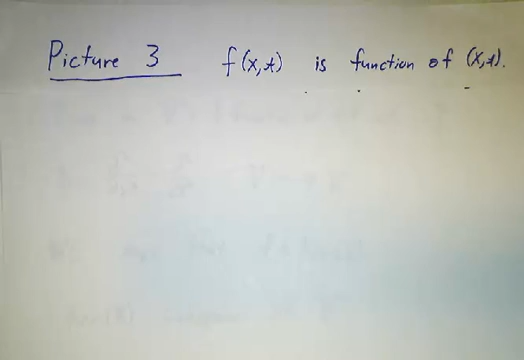 Picture 3 f(x,t) is function of (x,t).